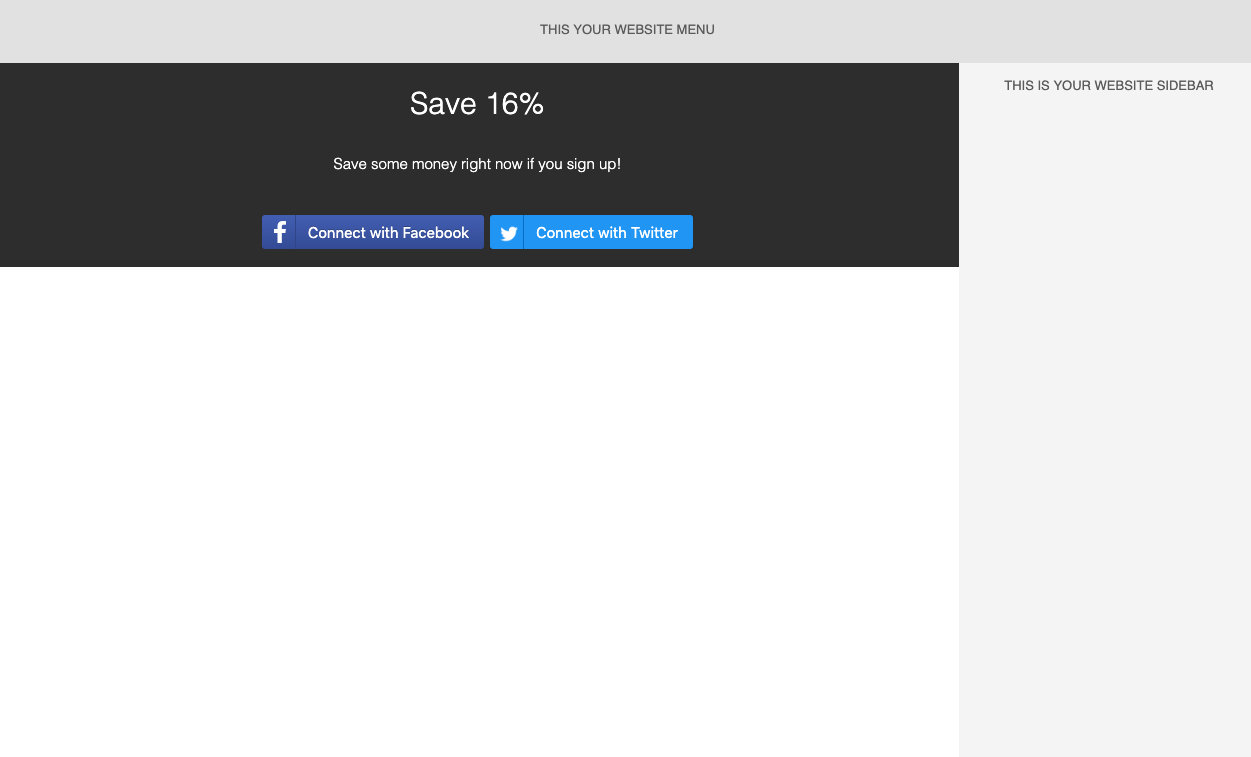 THIS YOUR WEBSITE MENU
Save 16%
THIS IS YOUR WEBSITE SIDEBAR
Save some money right now if you sign up!
Connect with Facebook
Connect with Twitter